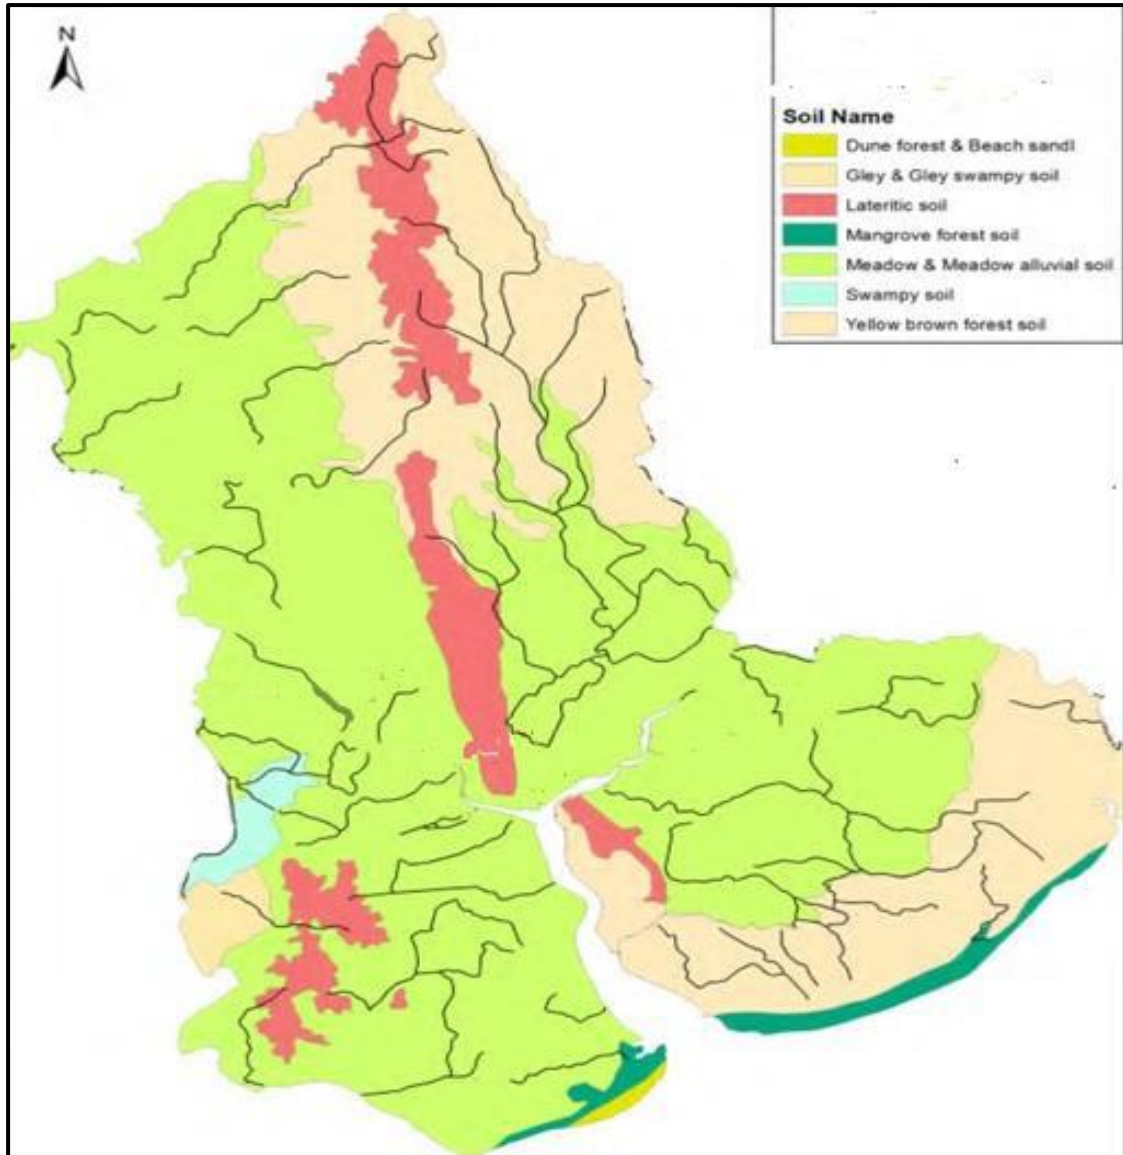 N
Soil Name
Dune forest & Beach sandl
Gley & Gley swampy soil
Lateritic soil
Mangrove forest soil
Meadow & Meadow alluvial soil
Swampy soil
Yellow brown forest soil